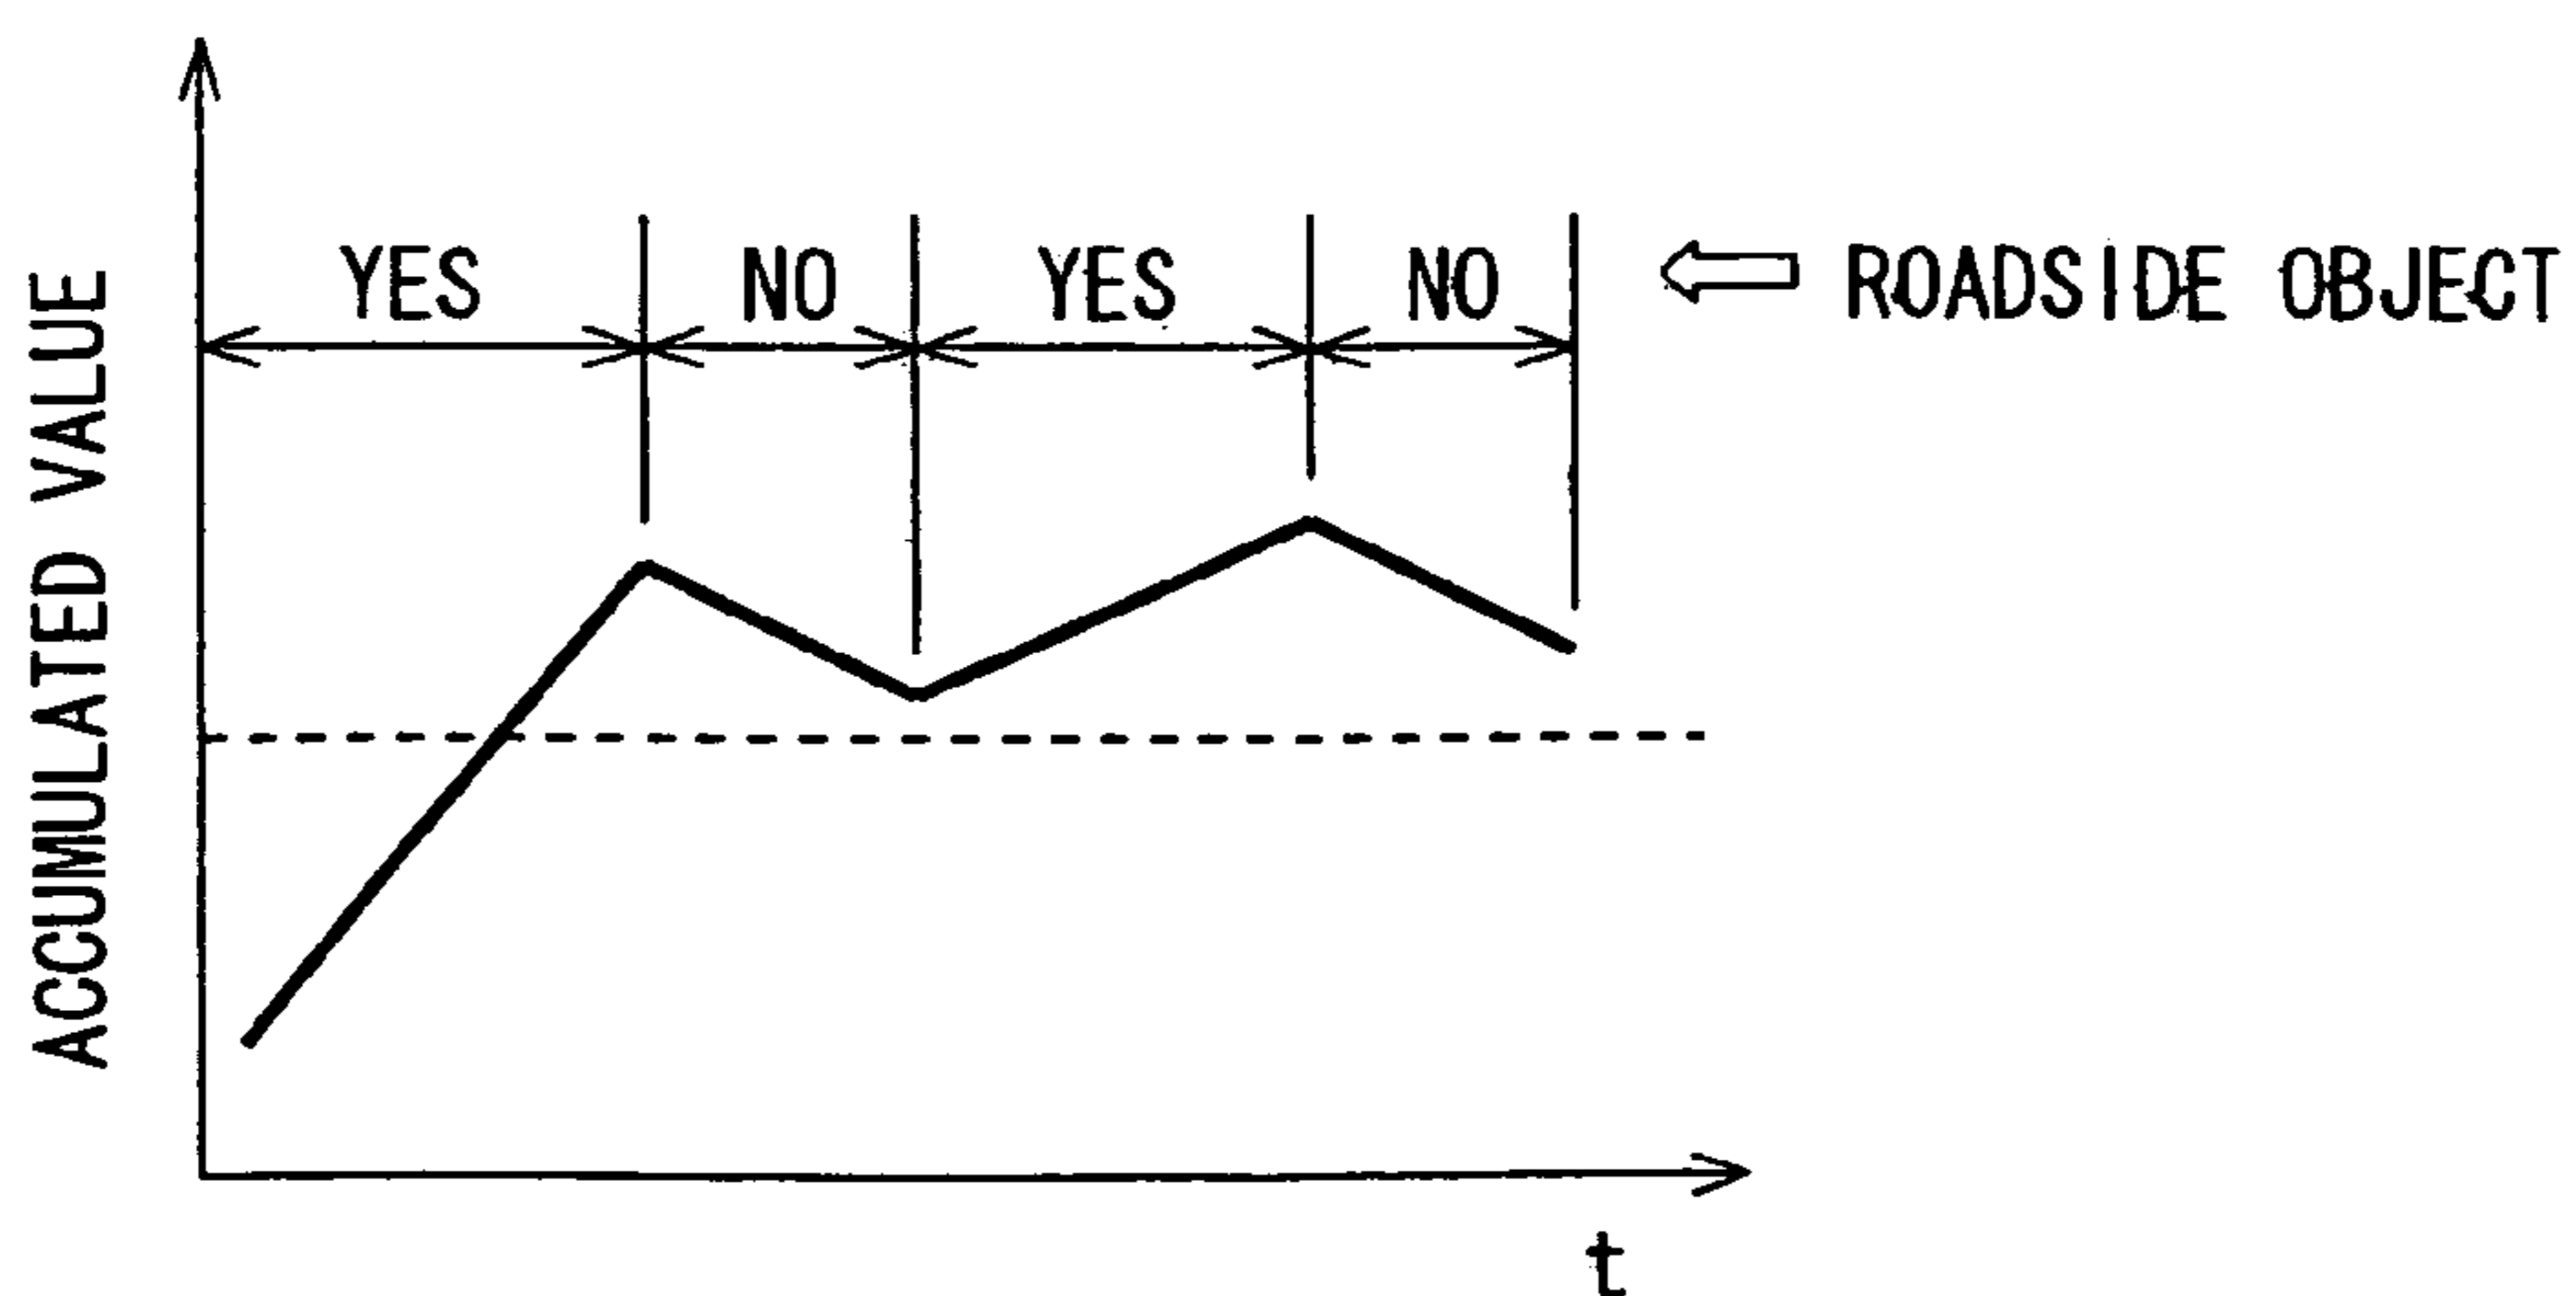 YES NO YES NO ROADSIDE OBJECT
ACCUMULATED VALUE
t